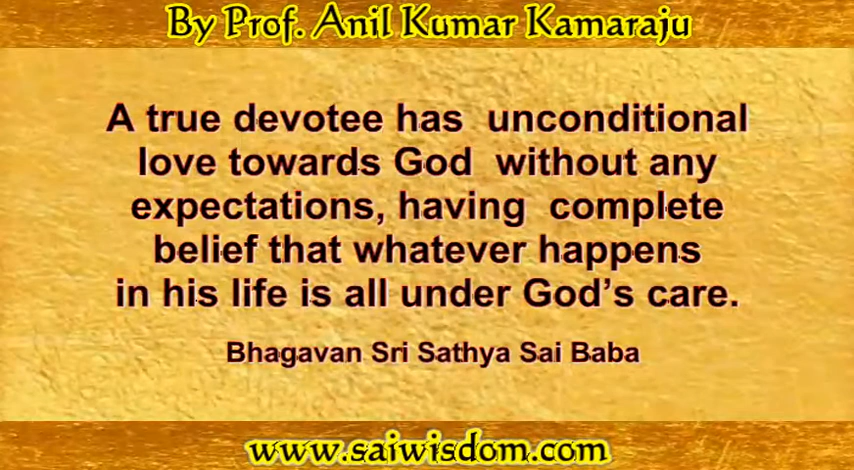 By Prof. Anil Kumar Kamaraju
A true devotee has unconditional
love towards God without any
expectations, having complete
belief that whatever happens
in his life is all under God’s care.
Bhagavan Sri Sathya Sai Baba
www.saiwisdom.com